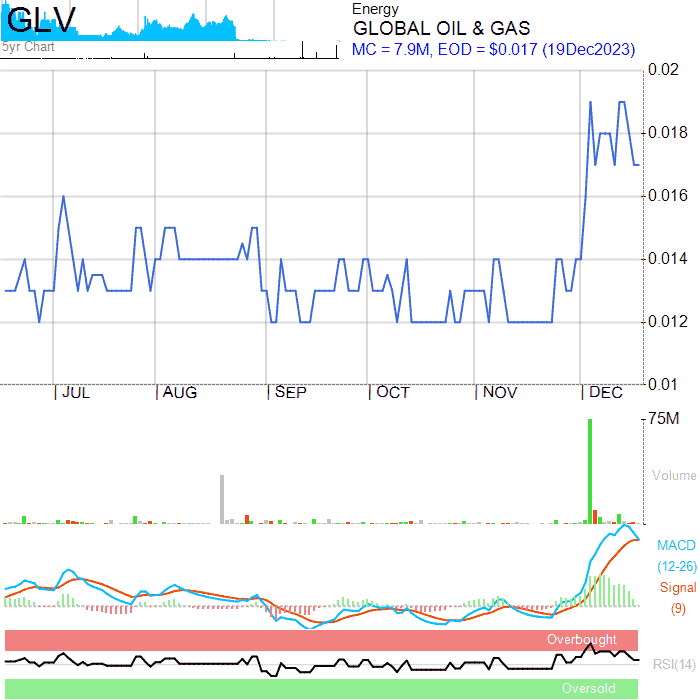 GLV
5yr Chart
Energy
GLOBAL OIL & GAS
MC = 7.9M, EOD = $0.017 (19Dec2023)
0.02
0.018
0.016
0.014
0.012
0.01
JUL AUG SEP OCT NOV DEC
75M
Volume
MACD
(12-26)
Signal
(9)
Overbought
RSI(14)
Oversold